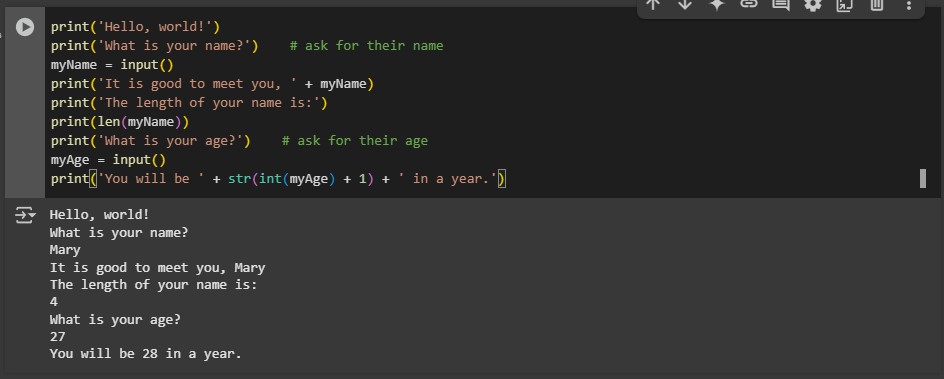 print('Hello, world!')
print('What is your name?')    # ask for their name
myName = input()
print('It is good to meet you, ' + myName)
print('The length of your name is:')
print(len(myName))
print('What is your age?')    # ask for their age
myAge = input()
print('You will be ' + str(int(myAge) + 1) + ' in a year.')
Hello, world!
What is your name?
Mary
It is good to meet you, Mary
The length of your name is:
4
What is your age?
27
You will be 28 in a year.